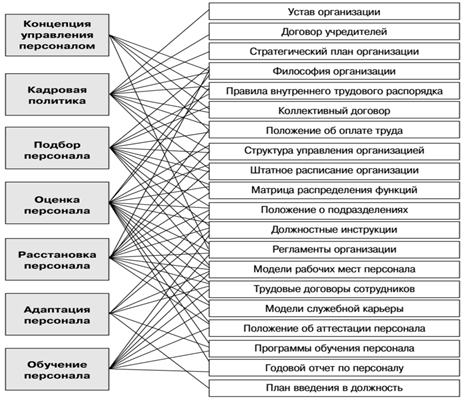 Концепция
управления
персоналом
Кадровая
политика
Подбор
персонала
Оценка
персонала
Расстановка
персонала
Адаптация
персонала
Обучение
персонала
Устав организации
Договор учредителей
Стратегический план организации
Философия организации
Правила внутреннего трудового распорядка
Коллективный договор
Положение об оплате труда
Структура управления организацией
Штатное расписание организации
Матрица распределения функций
Положение о подразделениях
Должностные инструкции
Регламенты организации
Модели рабочих мест персонала
Трудовые договоры сотрудников
Модели служебной карьеры
Положение об аттестации персонала
Программы обучения персонала
Годовой отчет по персоналу
План введения в должность